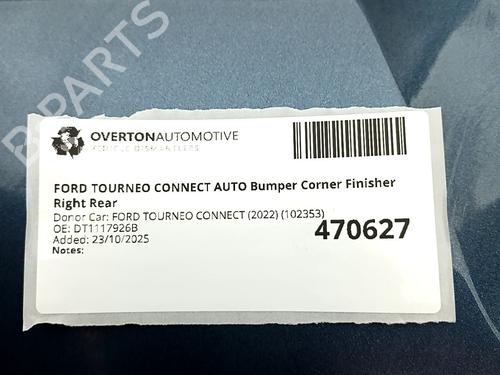 B PARTS
OVERTONAUTOMOTIVE
VEHICLE DISMANTLERS
FORD TOURNEO CONNECT AUTO Bumper Corner Finisher
Right Rear
Donor Car: FORD TOURNEO CONNECT (2022) (102353)
OE: DT1117926B
470627
Added: 23/10/2025
Notes: